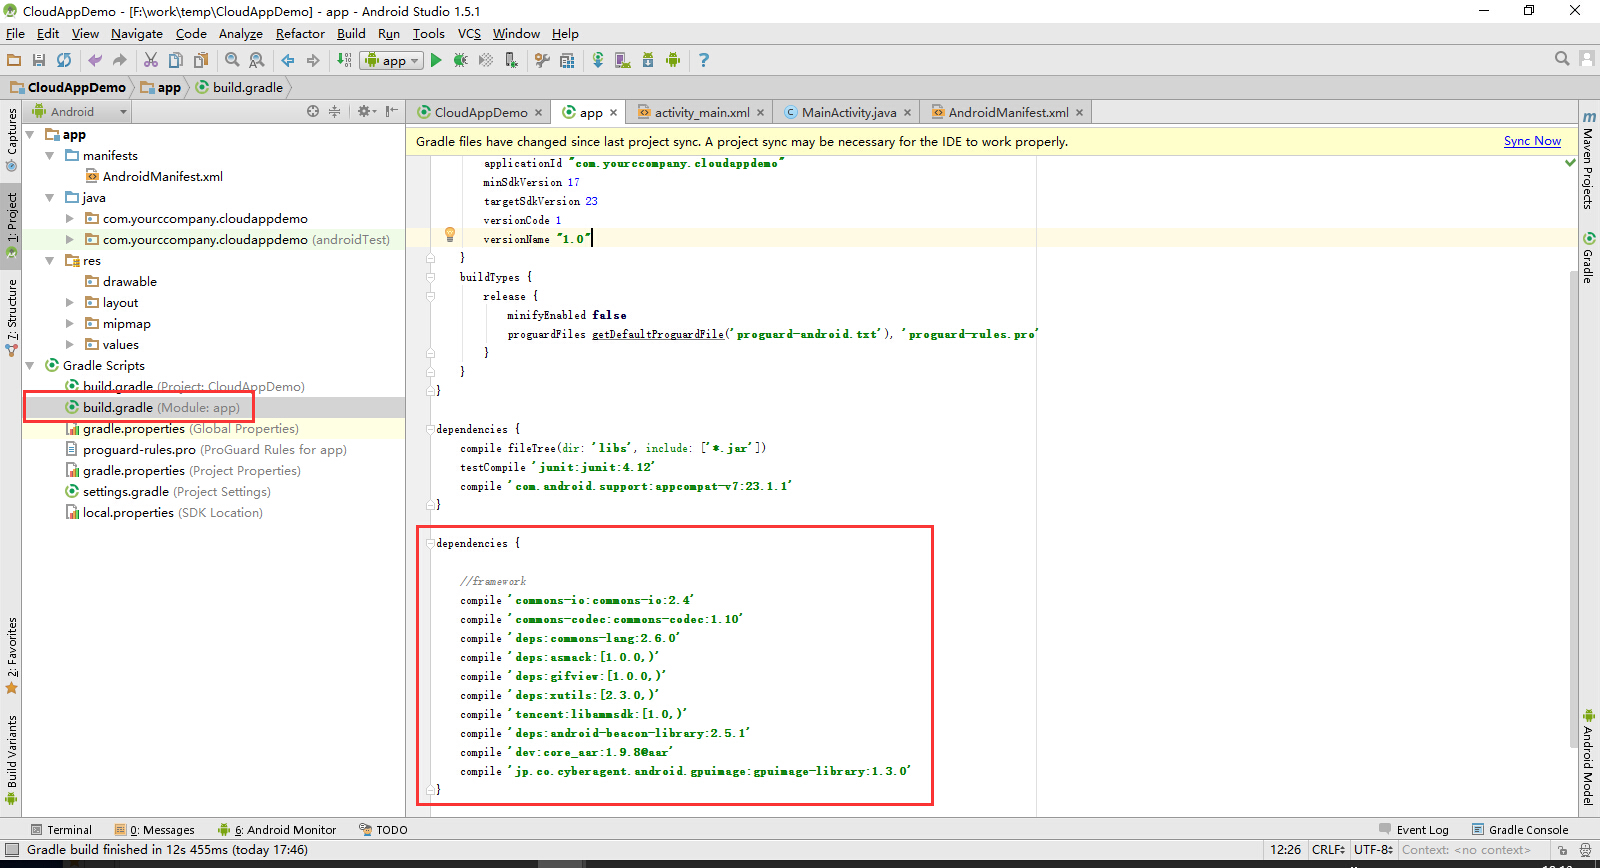 CloudAppDemo - [F:\work\temp\CloudAppDemo] - app - Android Studio 1.5.1
File Edit View Navigate Code Analyze Refactor Build Run Tools VCS Window Help
app
CloudAppDemo app build.gradle
Android
CloudAppDemo app activity_main.xml MainActivity.java AndroidManifest.xml
Gradle files have changed since last project sync. A project sync may be necessary for the IDE to work properly. Sync Now
Captures
1: Project
7: Structure
2: Favorites
Build Variants
app
manifests
AndroidManifest.xml
java
com.yourccompany.cloudappdemo
com.yourccompany.cloudappdemo (androidTest)
res
drawable
layout
mipmap
values
Gradle Scripts
build.gradle (Project: CloudAppDemo)
build.gradle (Module: app)
gradle.properties (Global Properties)
proguard-rules.pro (ProGuard Rules for app)
gradle.properties (Project Properties)
settings.gradle (Project Settings)
local.properties (SDK Location)
applicationId "com.yourccompany.cloudappdemo"
minSdkVersion 17
targetSdkVersion 23
versionCode 1
versionName "1.0"
}
buildTypes {
release {
minifyEnabled false
proguardFiles getDefaultProguardFile('proguard-android.txt'), 'proguard-rules.pro'
}
}
}
dependencies {
compile fileTree(dir: 'libs', include: ['*.jar'])
testCompile 'junit:junit:4.12'
compile 'com.android.support:appcompat-v7:23.1.1'
}
dependencies {
//framework
compile 'commons-io:commons-io:2.4'
compile 'commons-codec:commons-codec:1.10'
compile 'deps:commons-lang:2.6.0'
compile 'deps:asmack:[1.0.0,)'
compile 'deps:gifview:[1.0.0,)'
compile 'deps:xutils:[2.3.0,)'
compile 'tencent:libammsdk:[1.0,)'
compile 'deps:android-beacon-library:2.5.1'
compile 'dev:core_aar:1.9.8@aar'
compile 'jp.co.cyberagent.android.gpuimage:gpuimage-library:1.3.0'
}
m Maven Projects
Gradle
Android Model
Terminal 0: Messages 6: Android Monitor TODO Event Log Gradle Console
Gradle build finished in 12s 455ms (today 17:46) 12:26 CRLF UTF-8 Context: <no context>